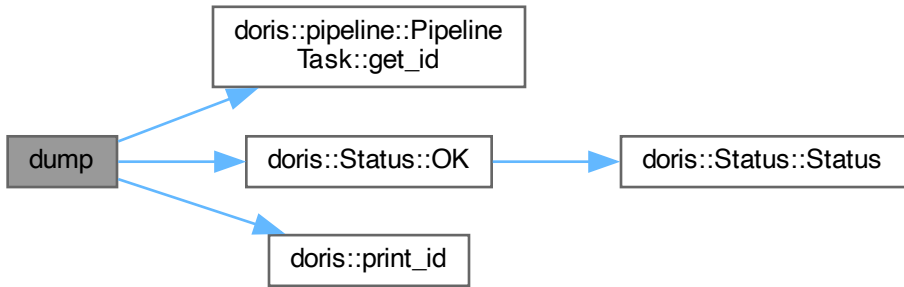 doris::pipeline::Pipeline
Task::get_id
dump
doris::Status::OK
doris::Status::Status
doris::print_id